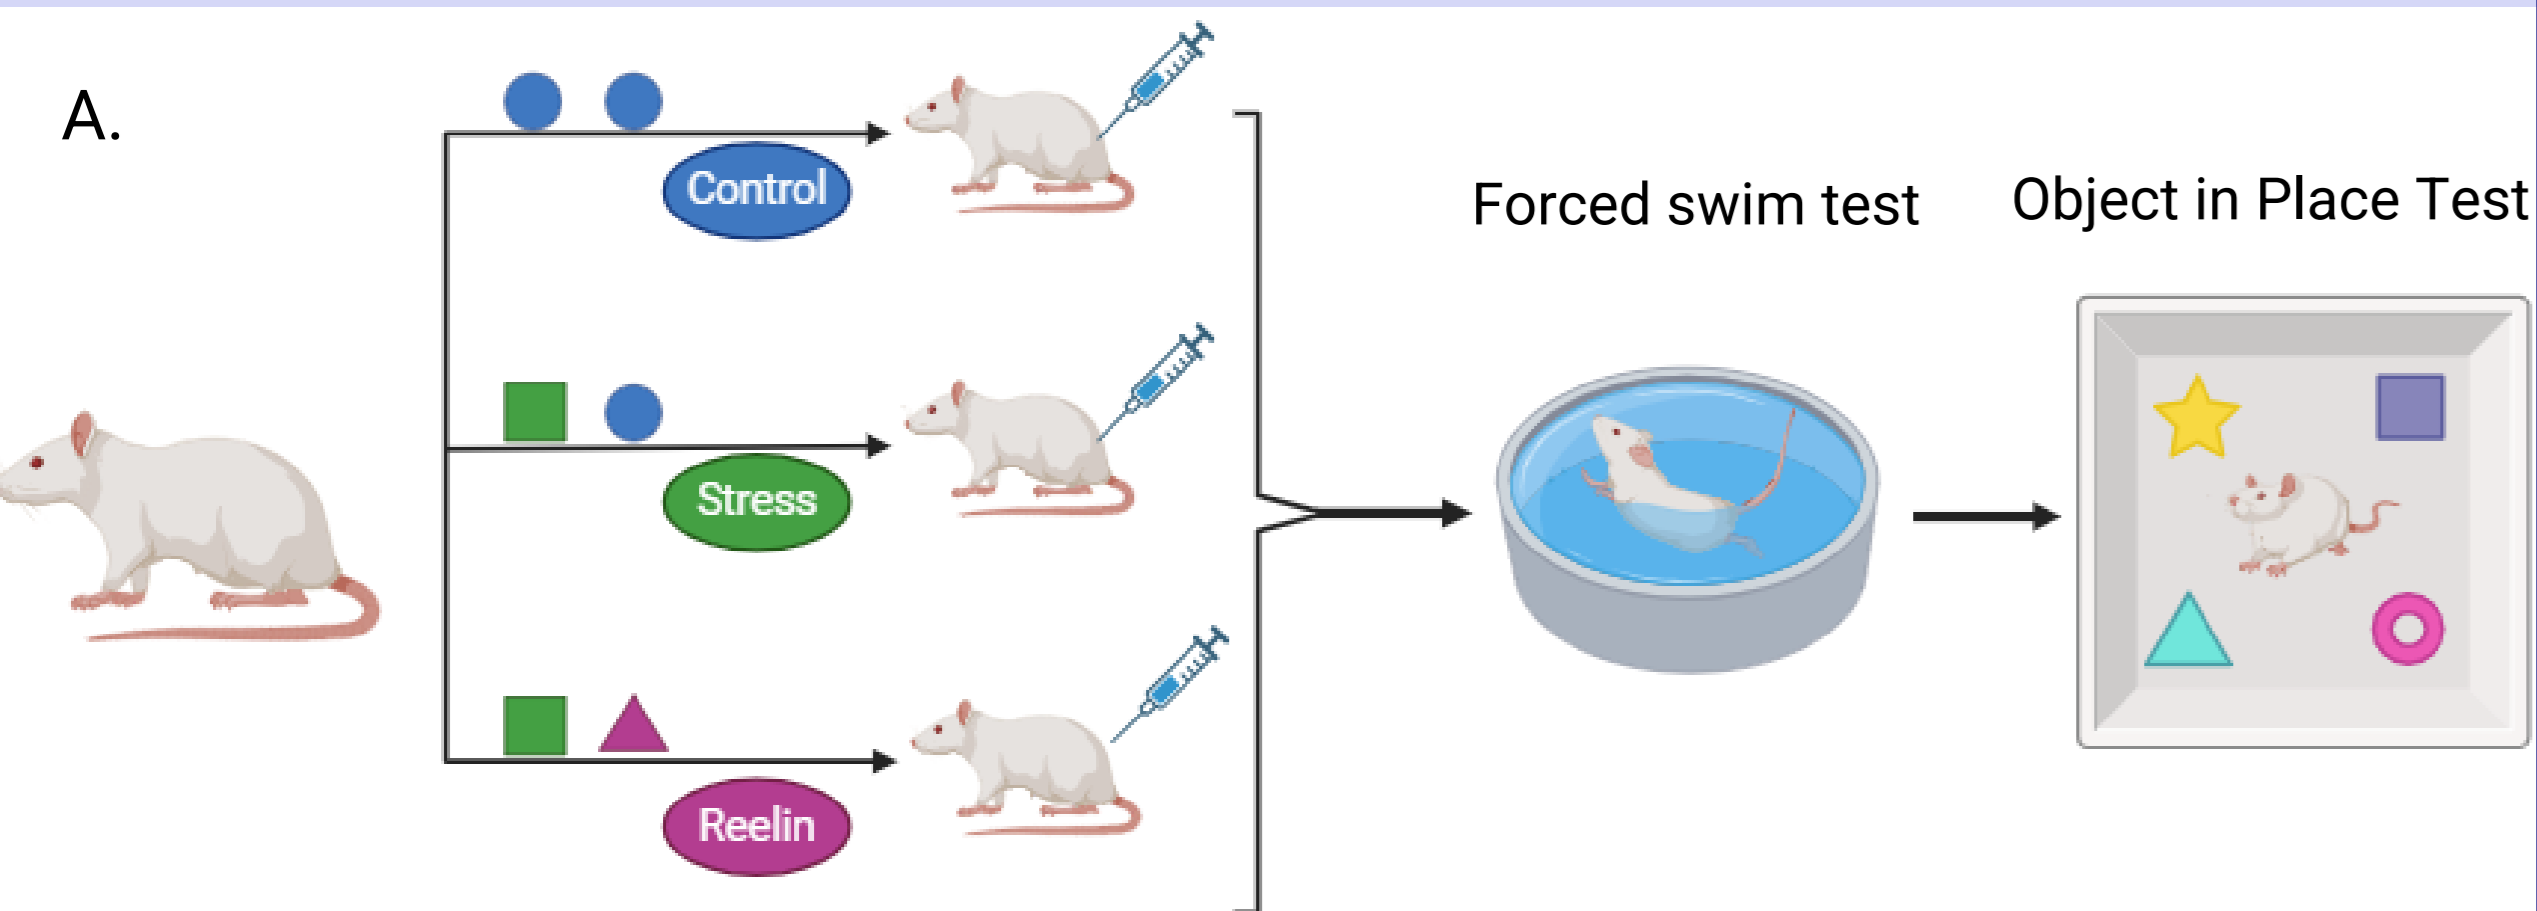 A.
Control
Stress
Reelin
Forced swim test
Object in Place Test